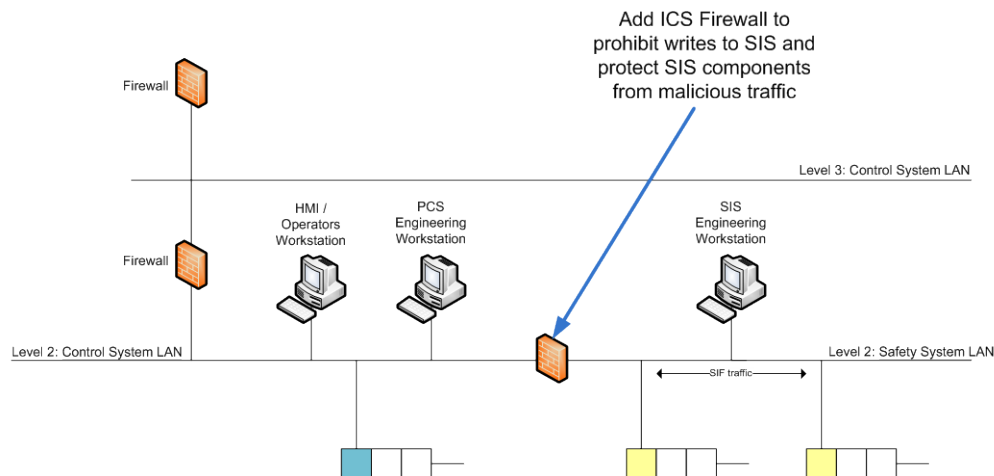 Add ICS Firewall to
prohibit writes to SIS and
protect SIS components
from malicious traffic
Firewall
Level 3: Control System LAN
HMI /
Operators
Workstation
PCS
Engineering
Workstation
SIS
Engineering
Workstation
Firewall
Level 2: Control System LAN
Level 2: Safety System LAN
SIF traffic